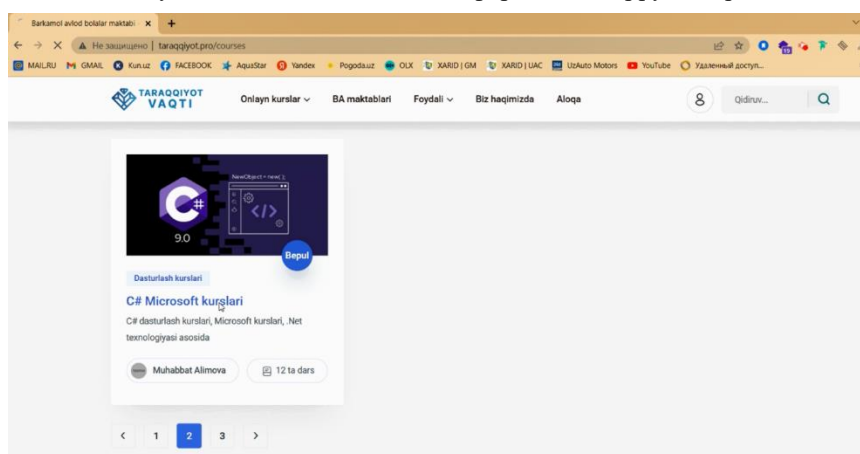 Barkamol avlod bolalar maktabi
Не защищено | taraqqiyot.pro/courses
MAIL.RU GMAIL Kun.uz FACEBOOK AquaStar Yandex Pogoda.uz OLX XARID | GM XARID | UAC UzAuto Motors YouTube Удаленный доступ...
TARAQQIYOT
VAQTI
Onlayn kurslar BA maktablari Foydali Biz haqimizda Aloqa Qidiruv...
NewObject = new( );
C#
</>
9.0
Bepul
Dasturlash kurslari
C# Microsoft kurslari
C# dasturlash kurslari, Microsoft kurslari, .Net
texnologiyasi asosida
Muhabbat Alimova 12 ta dars
< 1 2 3 >